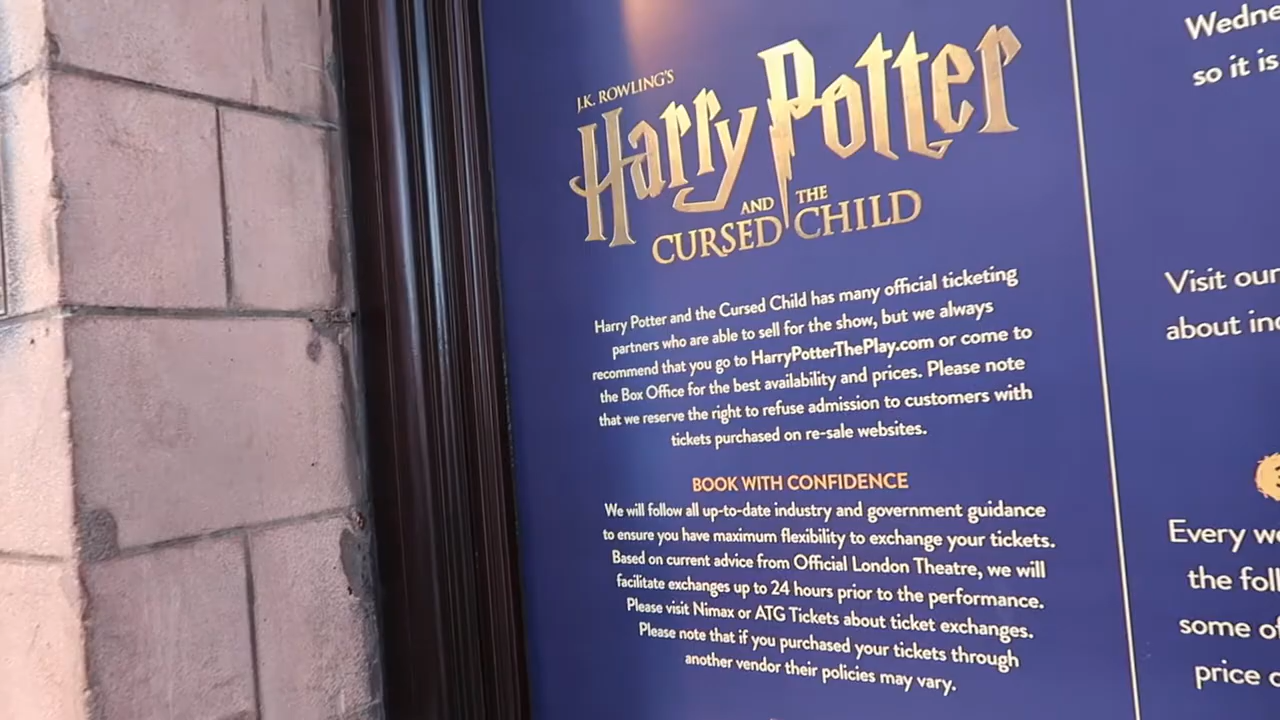 J.K. ROWLING'S
Harry Potter
AND THE
CURSED CHILD
Harry Potter and the Cursed Child has many official ticketing
partners who are able to sell for the show, but we always
recommend that you go to HarryPotterThePlay.com or come to
the Box Office for the best availability and prices. Please note
that we reserve the right to refuse admission to customers with
tickets purchased on re-sale websites.
BOOK WITH CONFIDENCE
We will follow all up-to-date industry and government guidance
to ensure you have maximum flexibility to exchange your tickets.
Based on current advice from Official London Theatre, we will
facilitate exchanges up to 24 hours prior to the performance.
Please visit Nimax or ATG Tickets about ticket exchanges.
Please note that if you purchased your tickets through
another vendor their policies may vary.
so it is
Visit our
about
Every
the
some
price